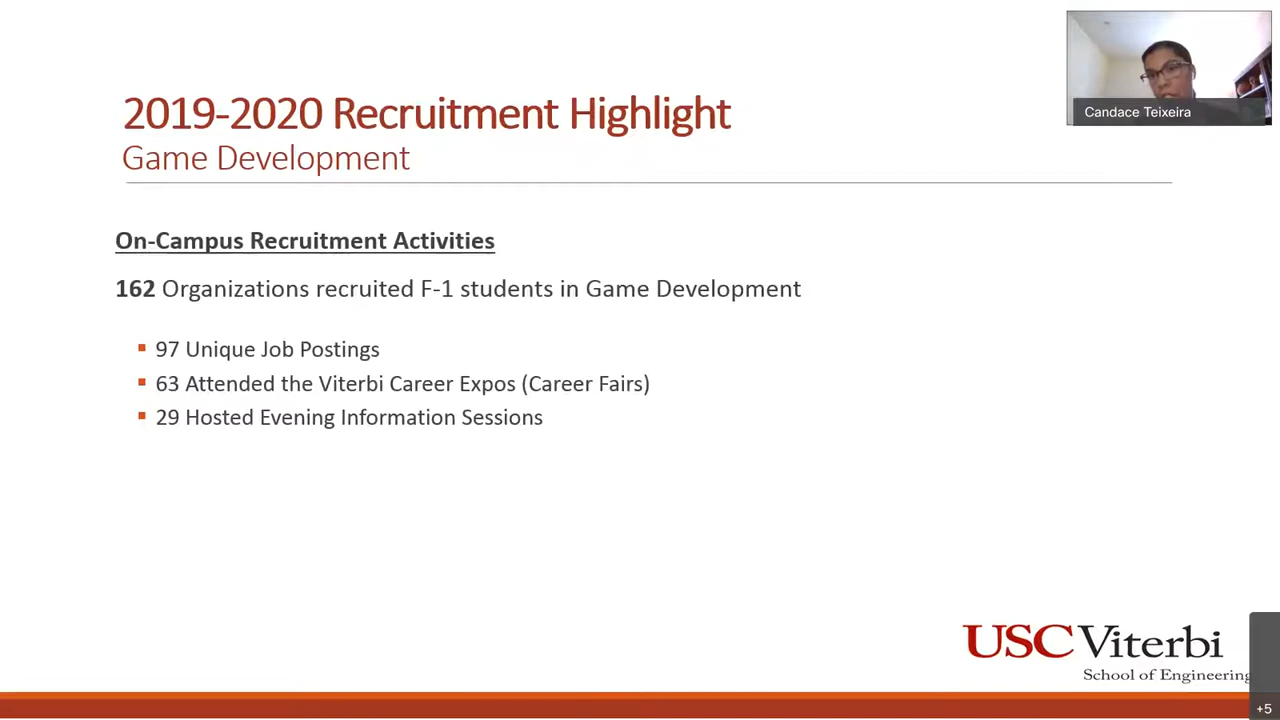 2019-2020 Recruitment Highlight
Game Development
Candace Teixeira
On-Campus Recruitment Activities
162 Organizations recruited F-1 students in Game Development
97 Unique Job Postings
63 Attended the Viterbi Career Expos (Career Fairs)
29 Hosted Evening Information Sessions
USC Viterbi
School of Engineering
+5